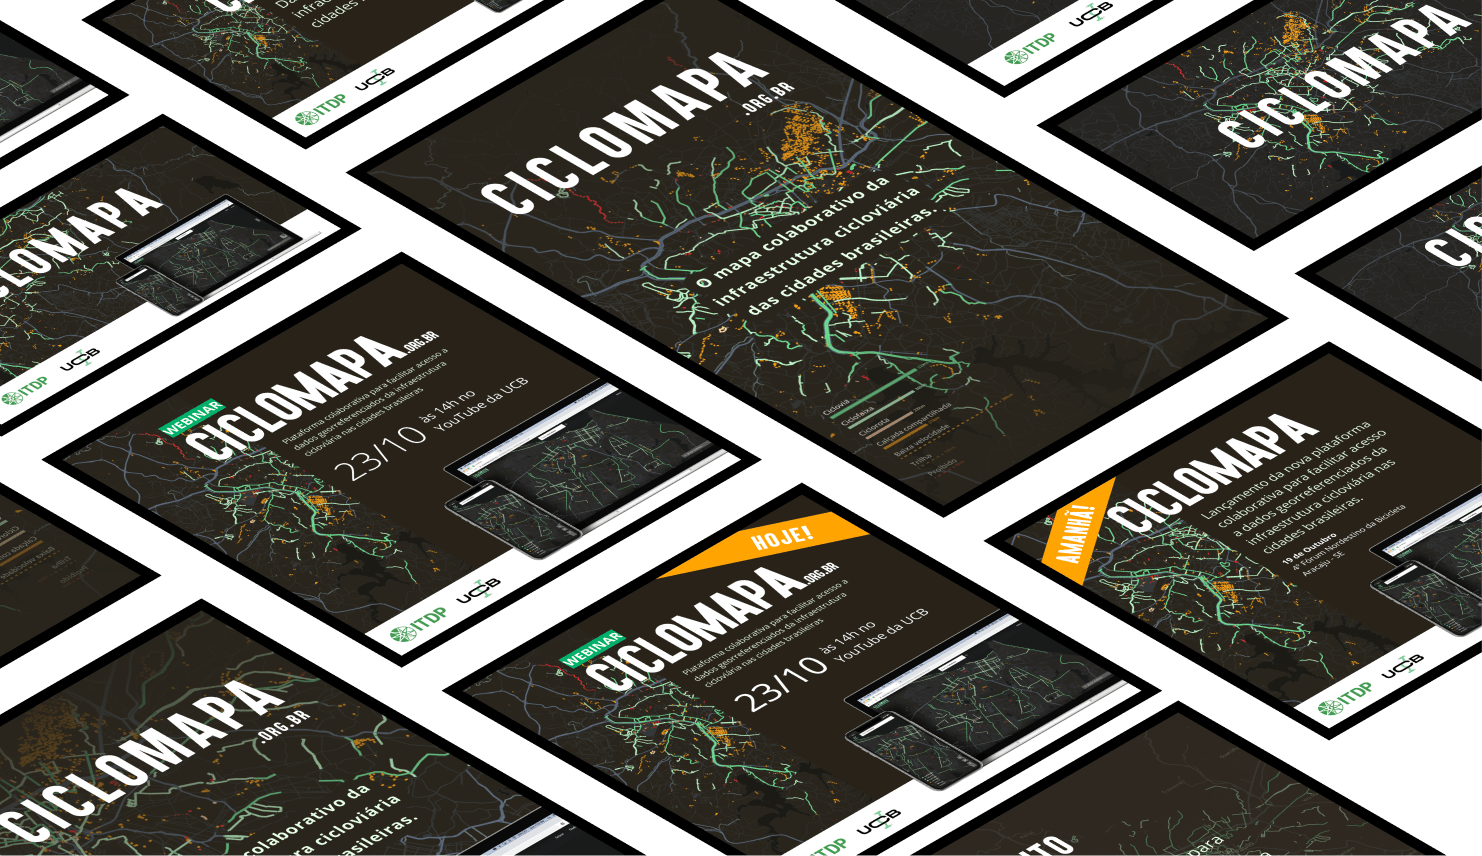 ITDP
UCB
CICLOMAPA
.ORG.BR
O mapa colaborativo da
infraestrutura cicloviária
das cidades brasileiras.
Ciclovia
Ciclofaixa
Ciclorrota
Calçada compartilhada
Baixa velocidade
Trilha
Proibido
ITDP
UCB
CICLOMAPA
CLOMAPA
ITDP
UCB
WEBINAR
CICLOMAPA
.ORG.BR
Plataforma colaborativa para facilitar acesso a
dados georreferenciados da infraestrutura
cicloviária nas cidades brasileiras
23/10
às 14h no
YouTube da UCB
ITDP
UCB
HOJE!
WEBINAR
CICLOMAPA
.ORG.BR
Plataforma colaborativa para facilitar acesso a
dados georreferenciados da infraestrutura
cicloviária nas cidades brasileiras
23/10
às 14h no
YouTube da UCB
ITDP
UCB
AMANHÃ!
CICLOMAPA
Lançamento da nova plataforma
colaborativa para facilitar acesso
a dados georreferenciados da
infraestrutura cicloviária nas
cidades brasileiras.
19 de Outubro
4º Fórum Nordestino da Bicicleta
Aracaju - SE
ITDP
UCB
CICLOMAPA
.ORG.BR
colaborativo da
ra cicloviária
asileiras.